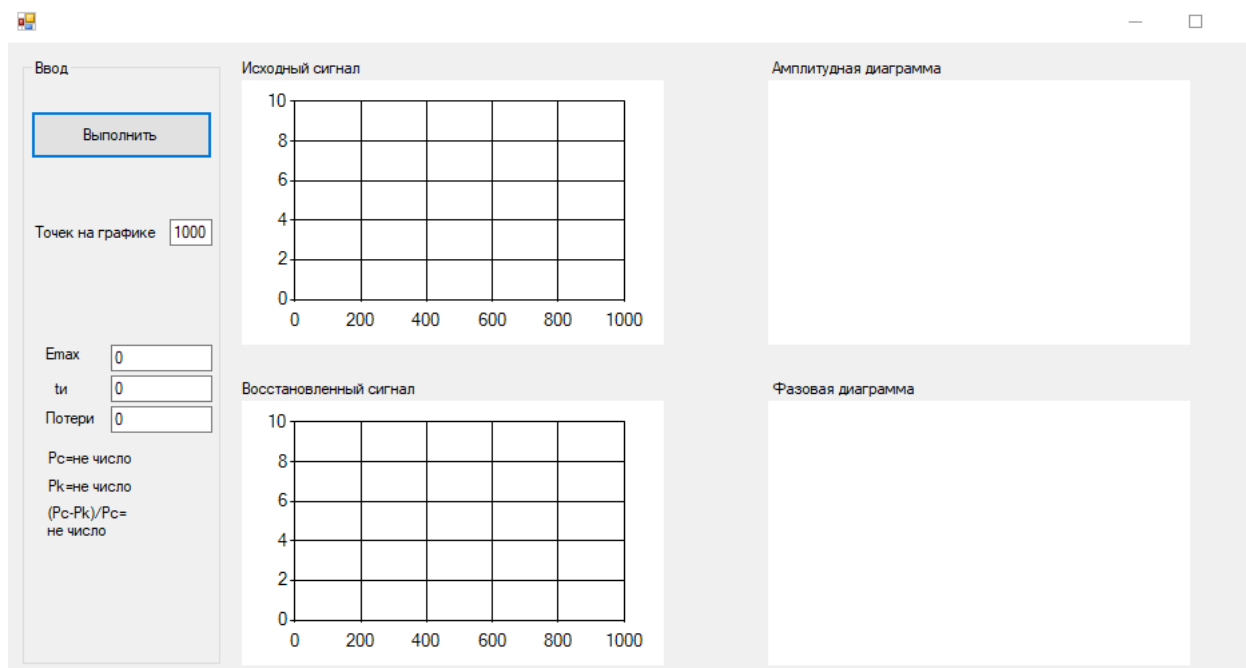 Ввод
Выполнить
Точек на графике 1000
Emax 0
tи 0
Потери 0
Pc=не число
Pk=не число
(Pc-Pk)/Pc=
не число
Исходный сигнал
10
8
6
4
2
0
0 200 400 600 800 1000
Амплитудная диаграмма
Восстановленный сигнал
10
8
6
4
2
0
0 200 400 600 800 1000
Фазовая диаграмма